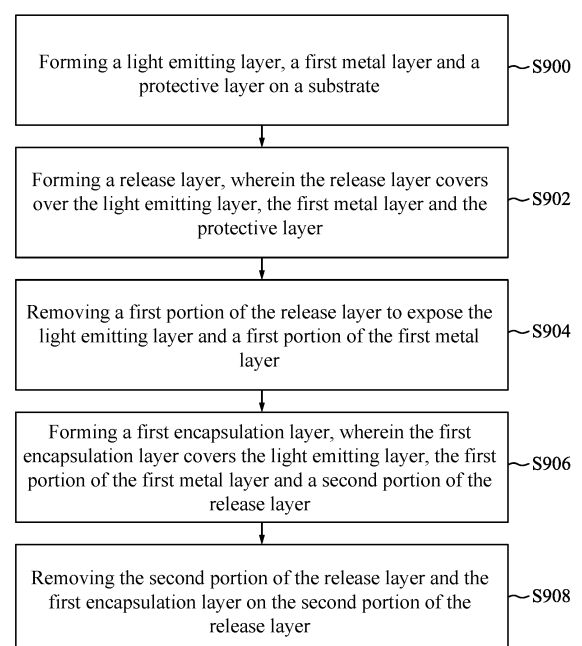 Forming a light emitting layer, a first metal layer and a
protective layer on a substrate
S900
Forming a release layer, wherein the release layer covers
over the light emitting layer, the first metal layer and the
protective layer
S902
Removing a first portion of the release layer to expose the
light emitting layer and a first portion of the first metal
layer
S904
Forming a first encapsulation layer, wherein the first
encapsulation layer covers the light emitting layer, the first
portion of the first metal layer and a second portion of the
release layer
S906
Removing the second portion of the release layer and the
first encapsulation layer on the second portion of the
release layer
S908